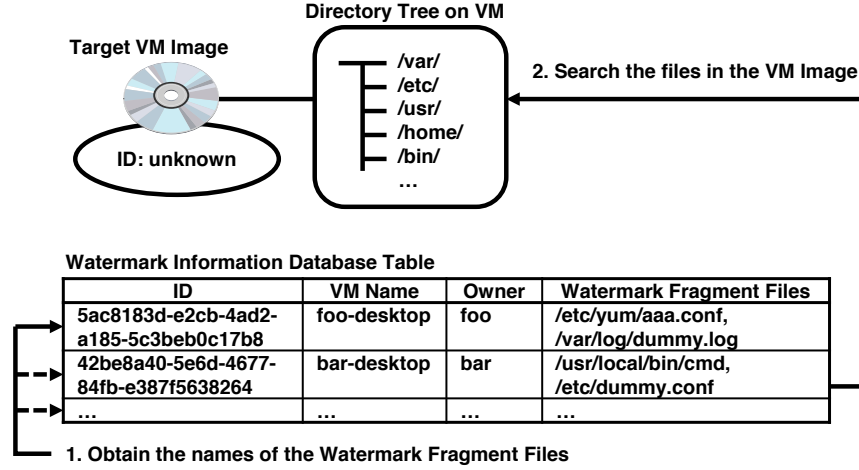 Directory Tree on VM
Target VM Image
/var/
/etc/
/usr/
/home/
/bin/
…
2. Search the files in the VM Image
ID: unknown
Watermark Information Database Table
ID VM Name Owner Watermark Fragment Files
5ac8183d-e2cb-4ad2- foo-desktop foo /etc/yum/aaa.conf,
a185-5c3beb0c17b8 /var/log/dummy.log
42be8a40-5e6d-4677- bar-desktop bar /usr/local/bin/cmd,
84fb-e387f5638264 /etc/dummy.conf
… … … …
1. Obtain the names of the Watermark Fragment Files